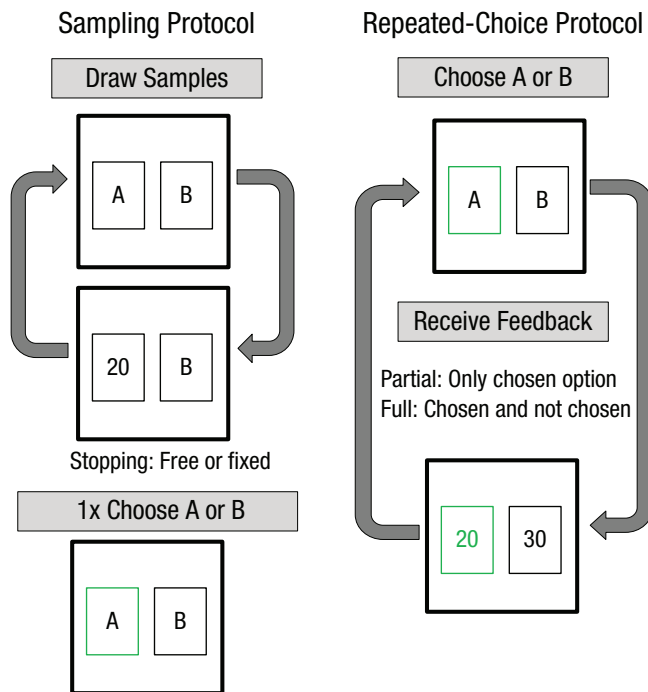 Sampling Protocol
Draw Samples
A B
20 B
Stopping: Free or fixed
1x Choose A or B
A B
Repeated-Choice Protocol
Choose A or B
A B
Receive Feedback
Partial: Only chosen option
Full: Chosen and not chosen
20 30